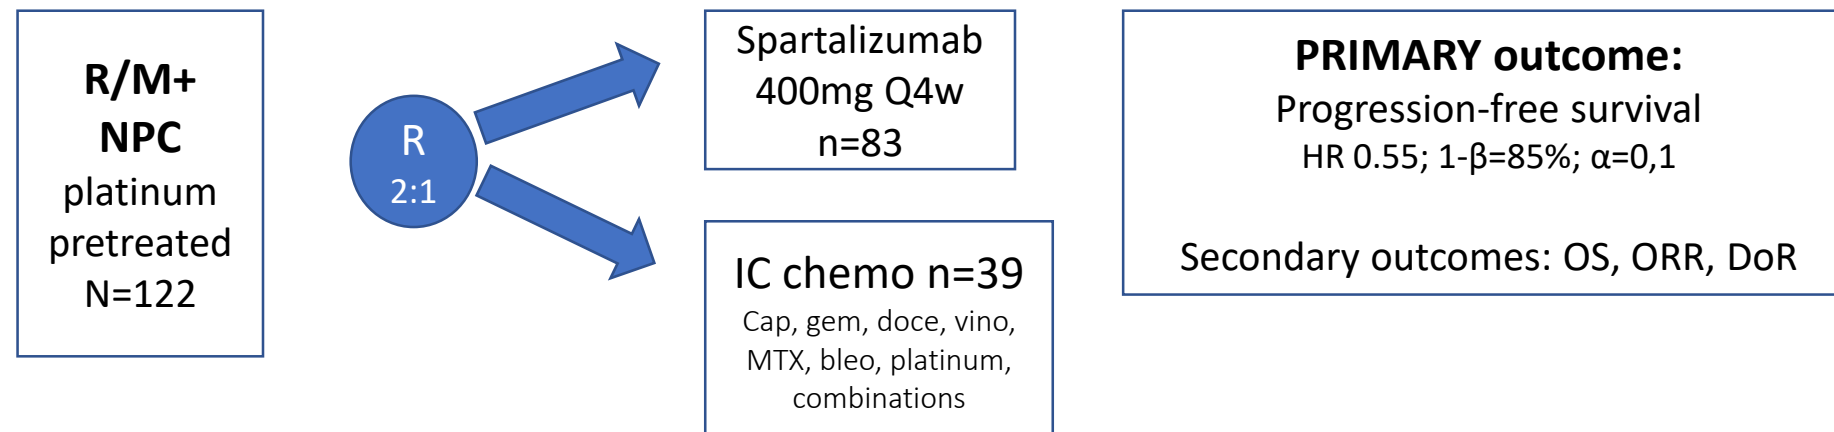 R/M+
NPC
platinum
pretreated
N=122
R
2:1
Spartalizumab
400mg Q4w
n=83
IC chemo n=39
Cap, gem, doce, vino,
MTX, bleo, platinum,
combinations
PRIMARY outcome:
Progression-free survival
HR 0.55; 1-β=85%; α=0,1
Secondary outcomes: OS, ORR, DoR